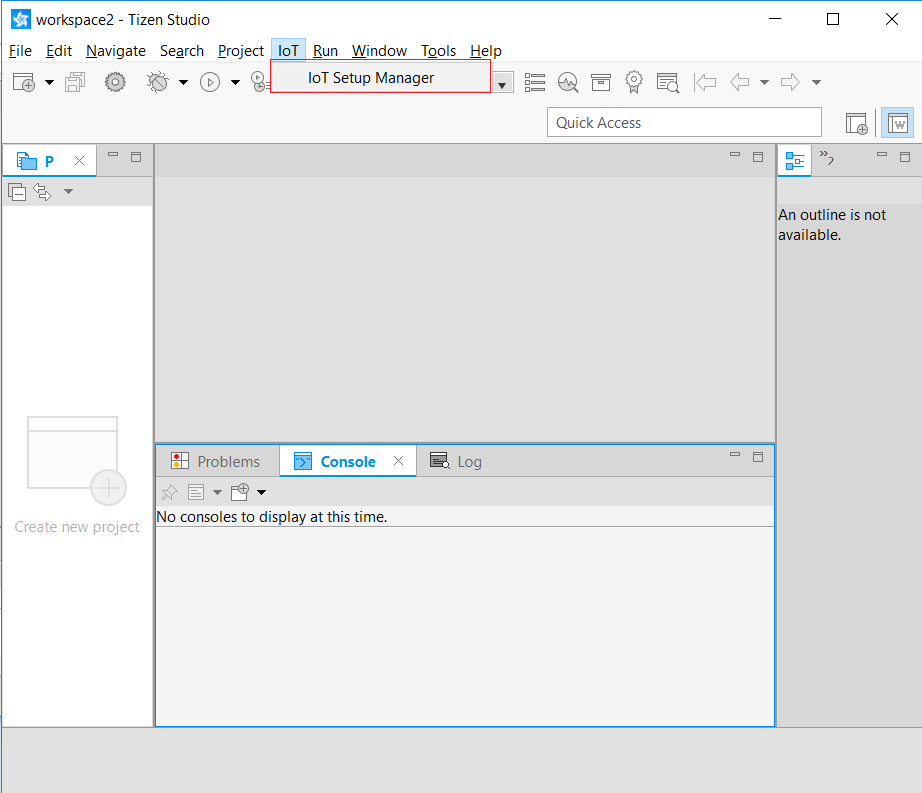 workspace2 - Tizen Studio
File Edit Navigate Search Project IoT Run Window Tools Help
IoT Setup Manager
Quick Access
W
P
An outline is not
available.
Create new project
Problems Console Log
No consoles to display at this time.